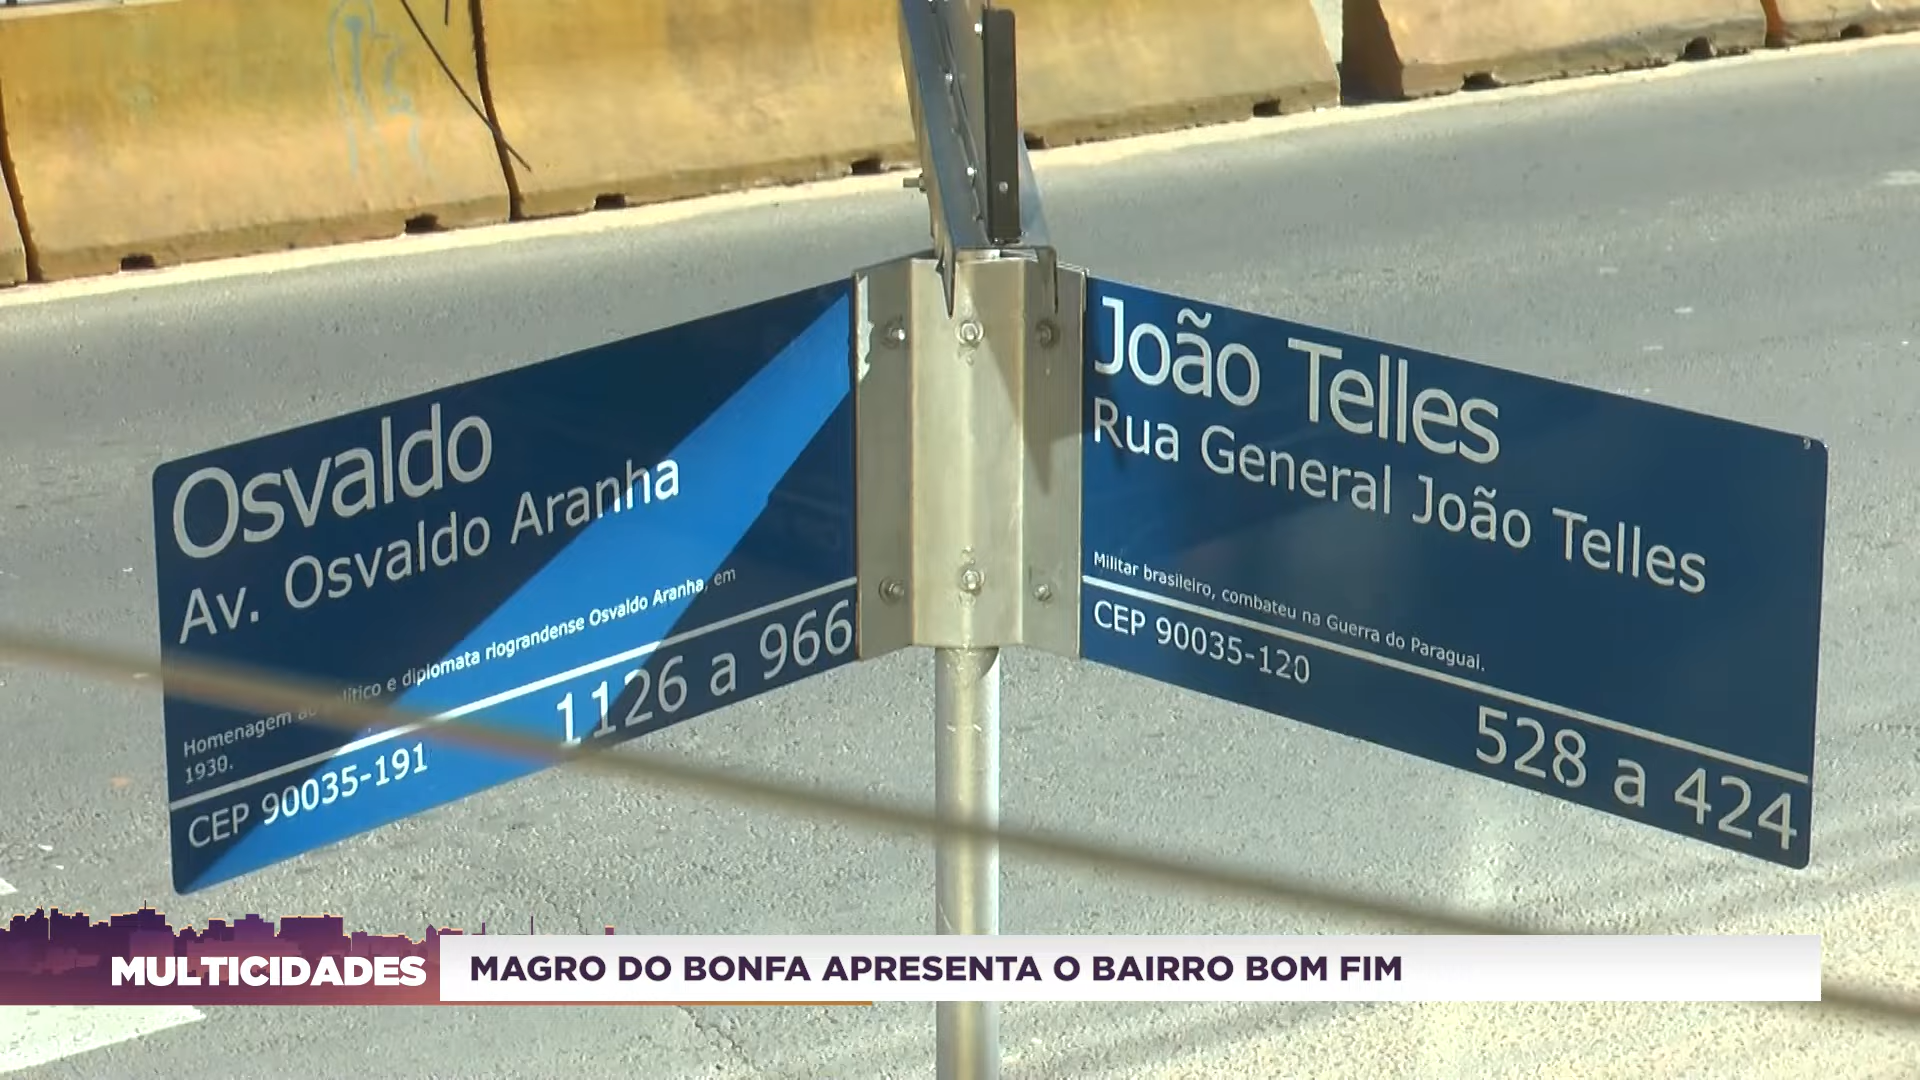 Osvaldo
Av. Osvaldo Aranha
Homenagem ao político e diplomata riograndense Osvaldo Aranha, em
1930.
CEP 90035-191
1126 a 966
João Telles
Rua General João Telles
Militar brasileiro, combateu na Guerra do Paraguai.
CEP 90035-120
528 a 424
MULTICIDADES
MAGRO DO BONFA APRESENTA O BAIRRO BOM FIM